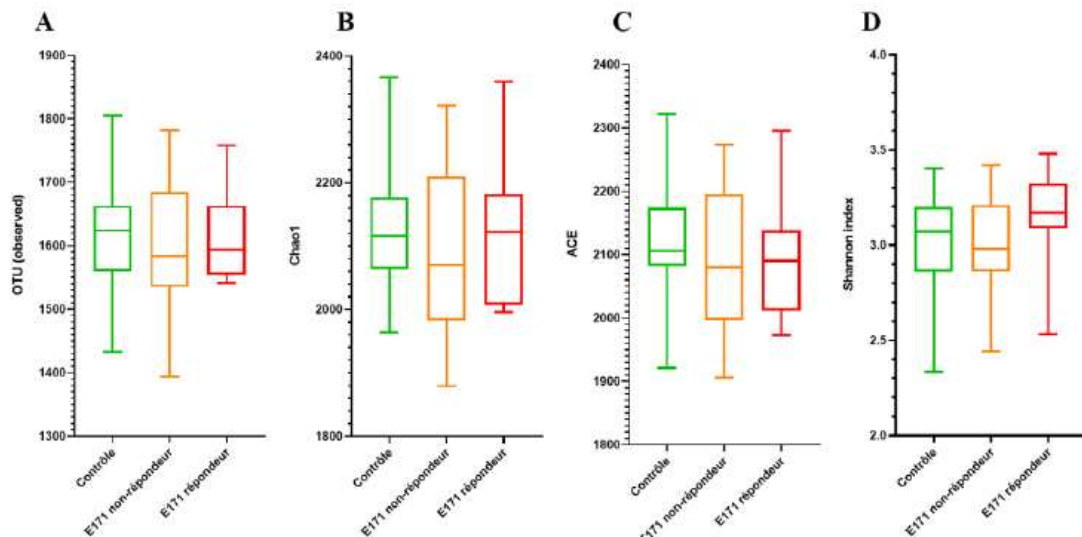 A
B
C
D
OTU (observed)
1900
1800
1700
1600
1500
1400
1300
Contrôle
E171 non-répondeur
E171 répondeur
Chao1
2400
2200
2000
1800
Contrôle
E171 non-répondeur
E171 répondeur
ACE
2400
2300
2200
2100
2000
1900
1800
Contrôle
E171 non-répondeur
E171 répondeur
Shannon index
4.0
3.5
3.0
2.5
2.0
Contrôle
E171 non-répondeur
E171 répondeur